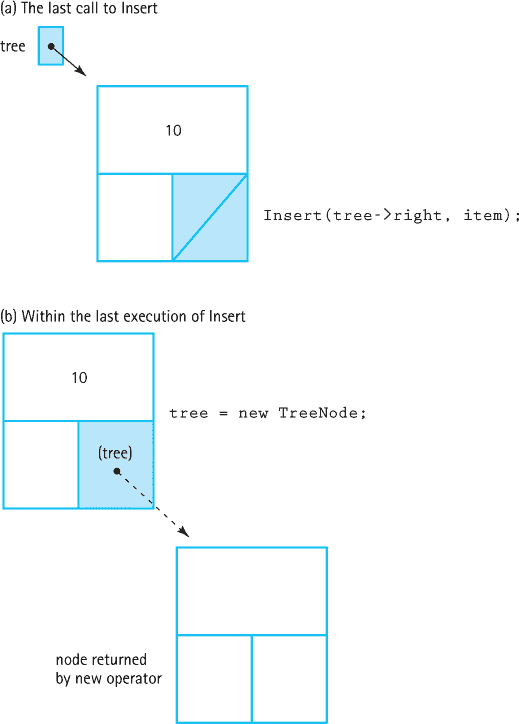 (a) The last call to Insert
tree
10
Insert(tree->right, item);
(b) Within the last execution of Insert
10
tree = new TreeNode;
(tree)
node returned
by new operator